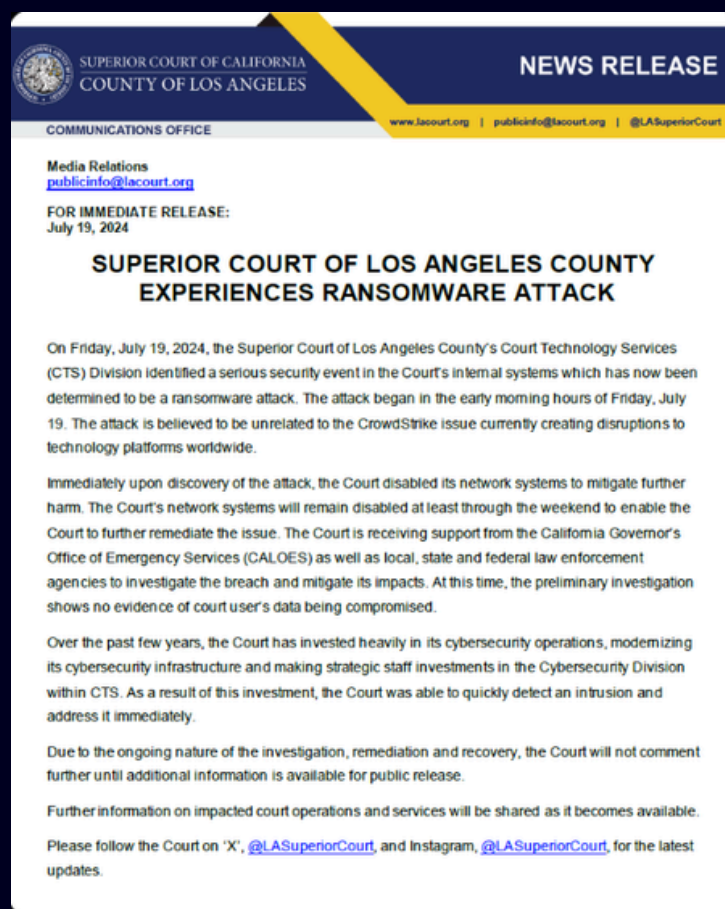 SUPERIOR COURT OF CALIFORNIA
COUNTY OF LOS ANGELES
NEWS RELEASE
COMMUNICATIONS OFFICE
www.lacourt.org | publicinfo@lacourt.org | @LASuperiorCourt
Media Relations
publicinfo@lacourt.org
FOR IMMEDIATE RELEASE:
July 19, 2024
SUPERIOR COURT OF LOS ANGELES COUNTY
EXPERIENCES RANSOMWARE ATTACK
On Friday, July 19, 2024, the Superior Court of Los Angeles County's Court Technology Services
(CTS) Division identified a serious security event in the Court's internal systems which has now been
determined to be a ransomware attack. The attack began in the early morning hours of Friday, July
19. The attack is believed to be unrelated to the CrowdStrike issue currently creating disruptions to
technology platforms worldwide.
Immediately upon discovery of the attack, the Court disabled its network systems to mitigate further
harm. The Court's network systems will remain disabled at least through the weekend to enable the
Court to further remediate the issue. The Court is receiving support from the California Governor's
Office of Emergency Services (CALOES) as well as local, state and federal law enforcement
agencies to investigate the breach and mitigate its impacts. At this time, the preliminary investigation
shows no evidence of court user's data being compromised.
Over the past few years, the Court has invested heavily in its cybersecurity operations, modernizing
its cybersecurity infrastructure and making strategic staff investments in the Cybersecurity Division
within CTS. As a result of this investment, the Court was able to quickly detect an intrusion and
address it immediately.
Due to the ongoing nature of the investigation, remediation and recovery, the Court will not comment
further until additional information is available for public release.
Further information on impacted court operations and services will be shared as it becomes available.
Please follow the Court on 'X', @LASuperiorCourt, and Instagram, @LASuperiorCourt, for the latest
updates.